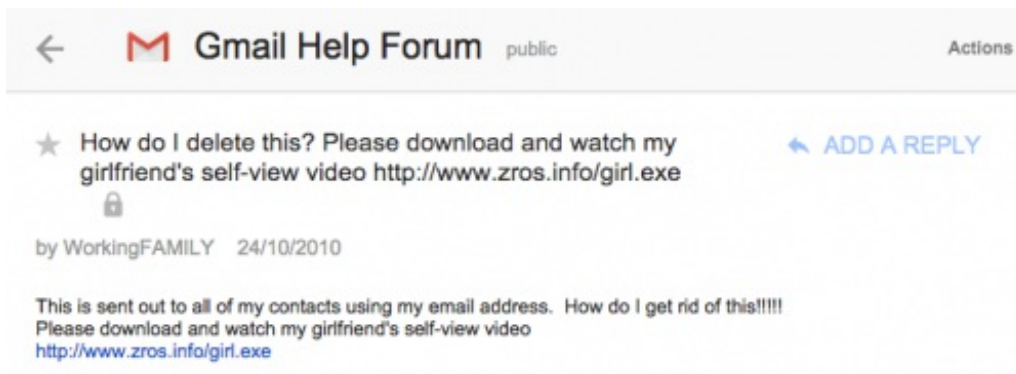 Gmail Help Forum public Actions
How do I delete this? Please download and watch my
girlfriend's self-view video http://www.zros.info/girl.exe
ADD A REPLY
by WorkingFAMILY 24/10/2010
This is sent out to all of my contacts using my email address. How do I get rid of this!!!!!
Please download and watch my girlfriend's self-view video
http://www.zros.info/girl.exe